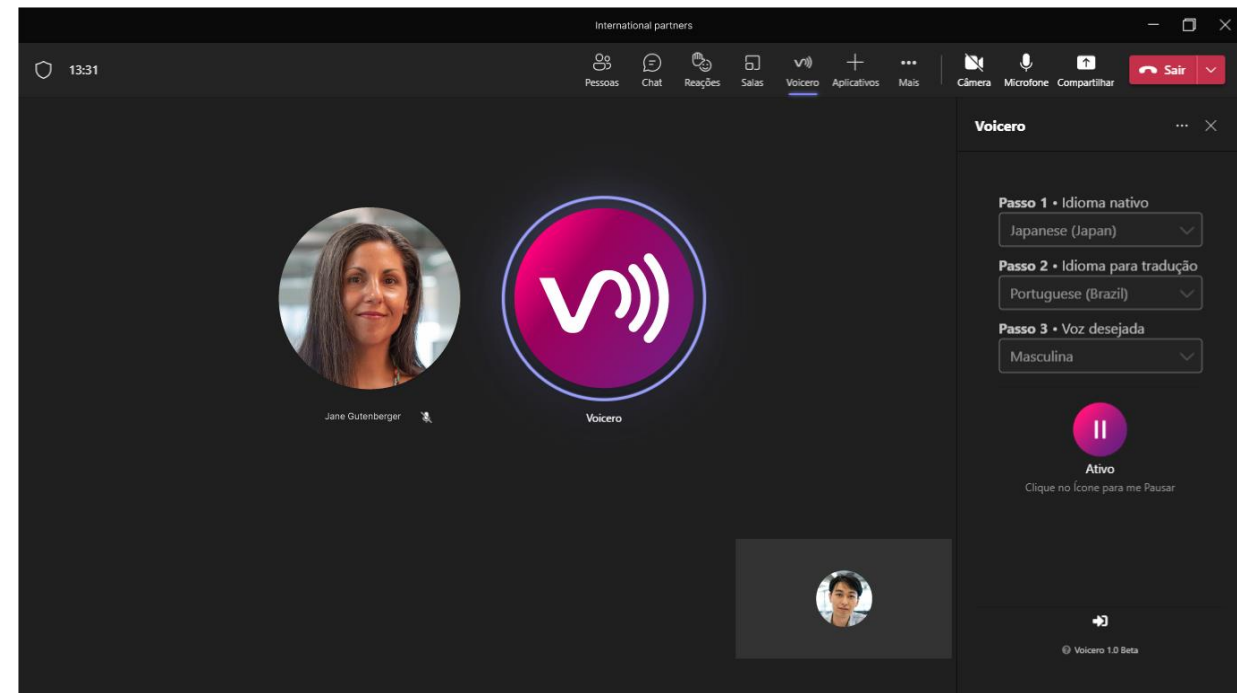 International partners
13:31
Pessoas Chat Reações Salas Voicero Aplicativos Mais Câmera Microfone Compartilhar Sair
Voicero
Passo 1 • Idioma nativo
Japanese (Japan)
Passo 2 • Idioma para tradução
Portuguese (Brazil)
Passo 3 • Voz desejada
Masculina
Jane Gutenberger
Voicero
Ativo
Clique no Ícone para me Pausar
Voicero 1.0 Beta